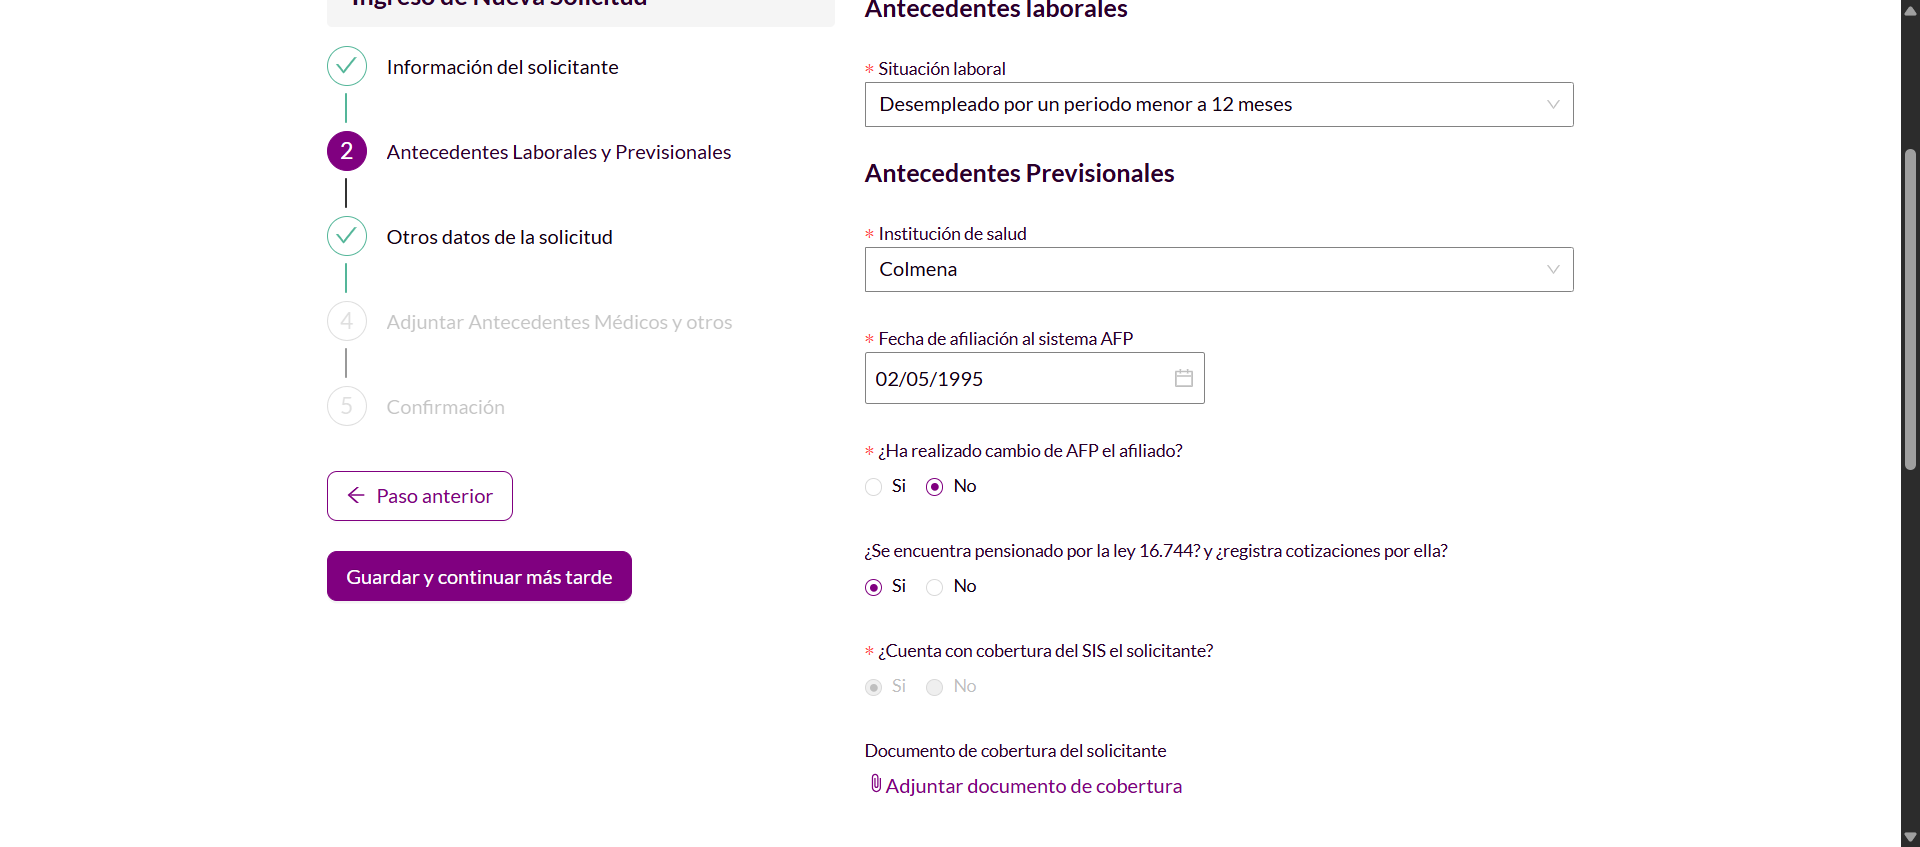 Ingreso de Nueva Solicitud
Información del solicitante
2
Antecedentes Laborales y Previsionales
Otros datos de la solicitud
4
Adjuntar Antecedentes Médicos y otros
5
Confirmación
Paso anterior
Guardar y continuar más tarde
Antecedentes laborales
* Situación laboral
Desempleado por un periodo menor a 12 meses
Antecedentes Previsionales
* Institución de salud
Colmena
* Fecha de afiliación al sistema AFP
02/05/1995
* ¿Ha realizado cambio de AFP el afiliado?
Si No
¿Se encuentra pensionado por la ley 16.744? y ¿registra cotizaciones por ella?
Si No
* ¿Cuenta con cobertura del SIS el solicitante?
Si No
Documento de cobertura del solicitante
Adjuntar documento de cobertura